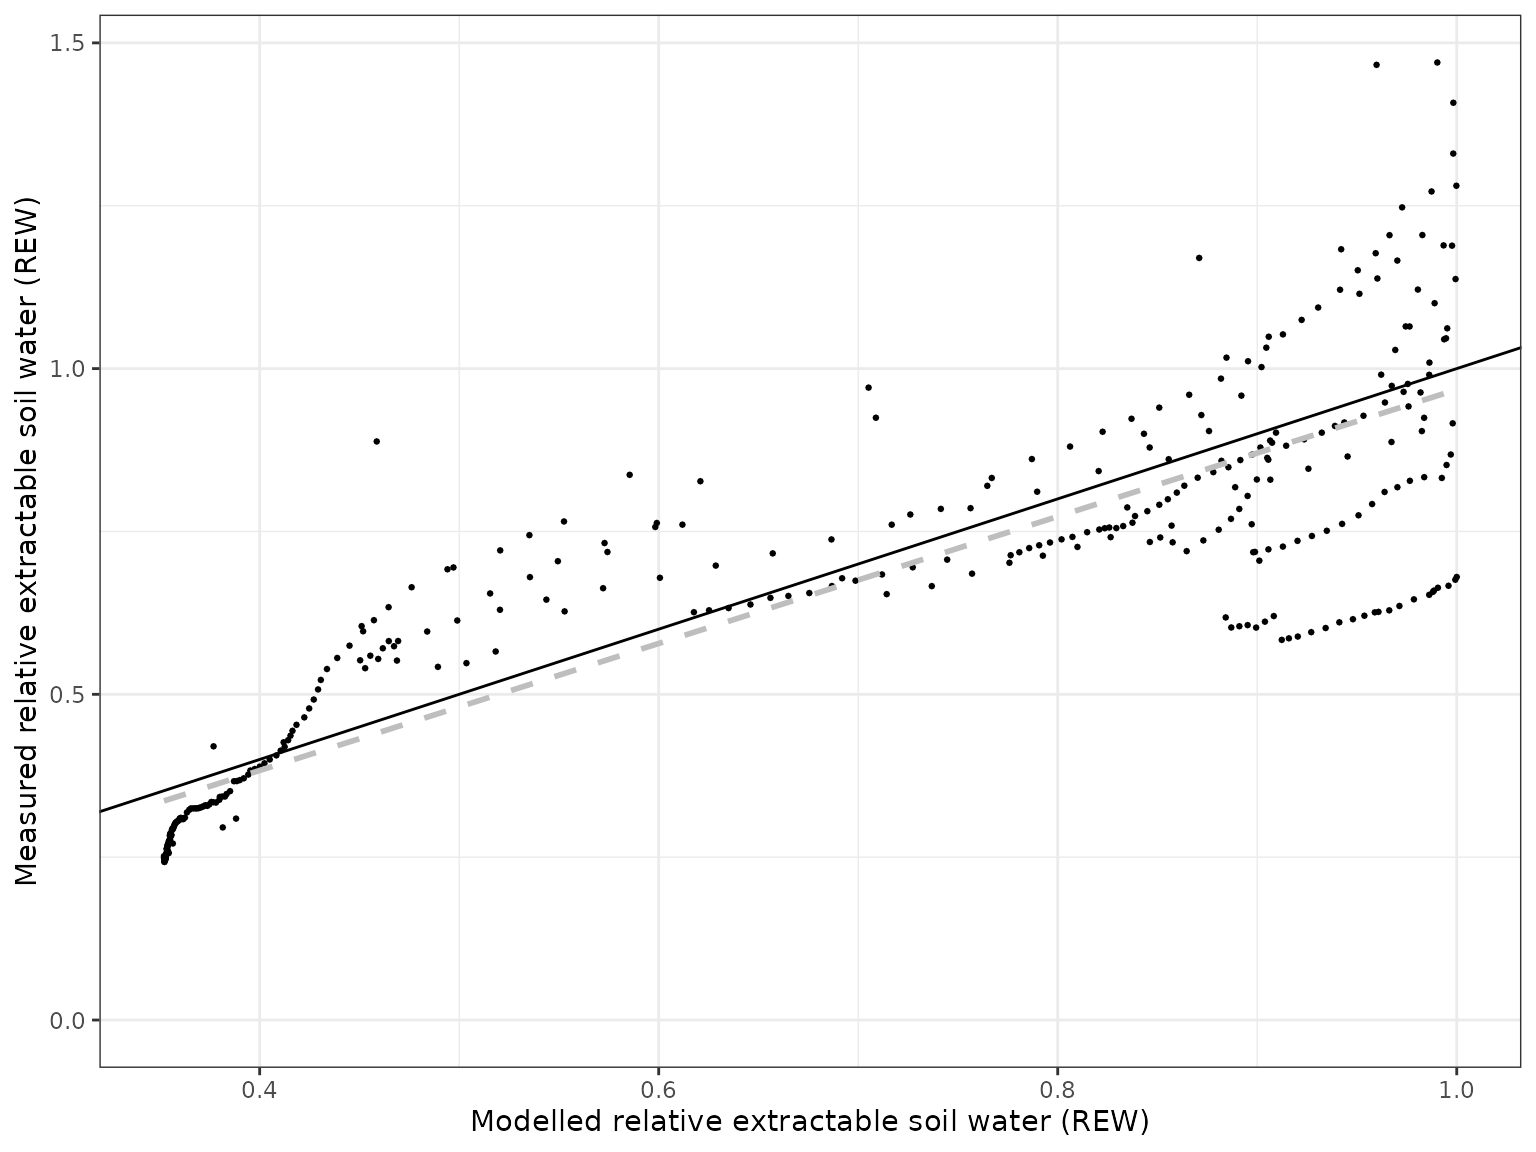 Measured relative extractable soil water (REW)
1.5
1.0
0.5
0.0
0.4 0.6 0.8 1.0
Modelled relative extractable soil water (REW)